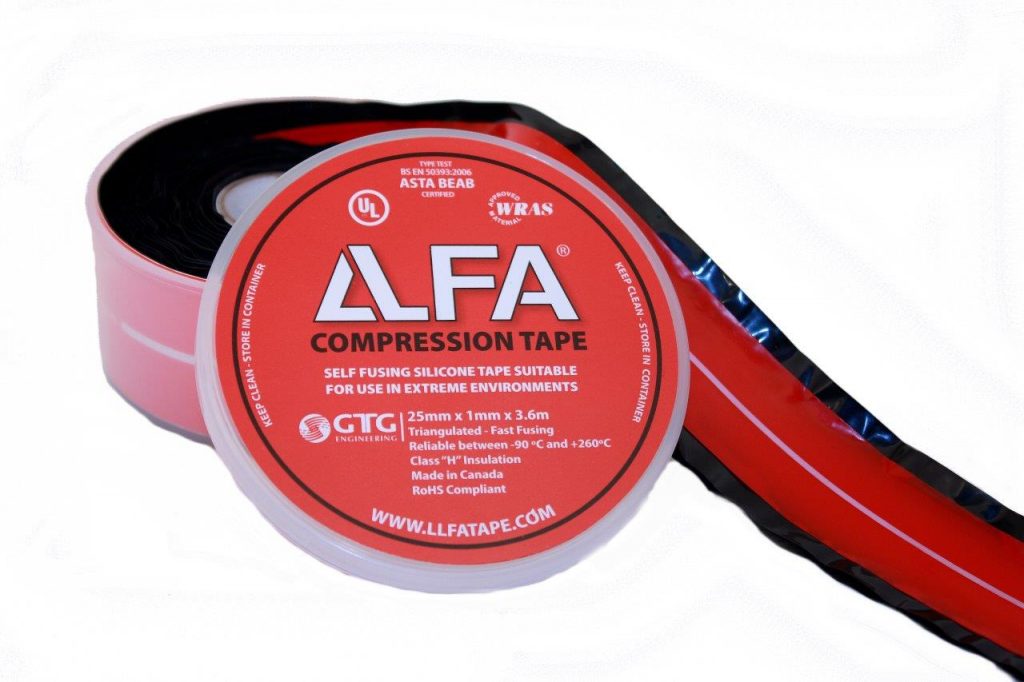 TYPE TEST
BS EN 50393:2006
ASTA BEAB
CERTIFIED
UL
APPROVED
WRAS
MATERIAL
LLFA®
COMPRESSION TAPE
SELF FUSING SILICONE TAPE SUITABLE
FOR USE IN EXTREME ENVIRONMENTS
GTG
ENGINEERING
25mm x 1mm x 3.6m
Triangulated - Fast Fusing
Reliable between -90 ºC and +260ºC
Class "H" Insulation
Made in Canada
RoHS Compliant
WWW.LLFATAPE.COM
KEEP CLEAN - STORE IN CONTAINER
KEEP CLEAN - STORE IN CONTAINER